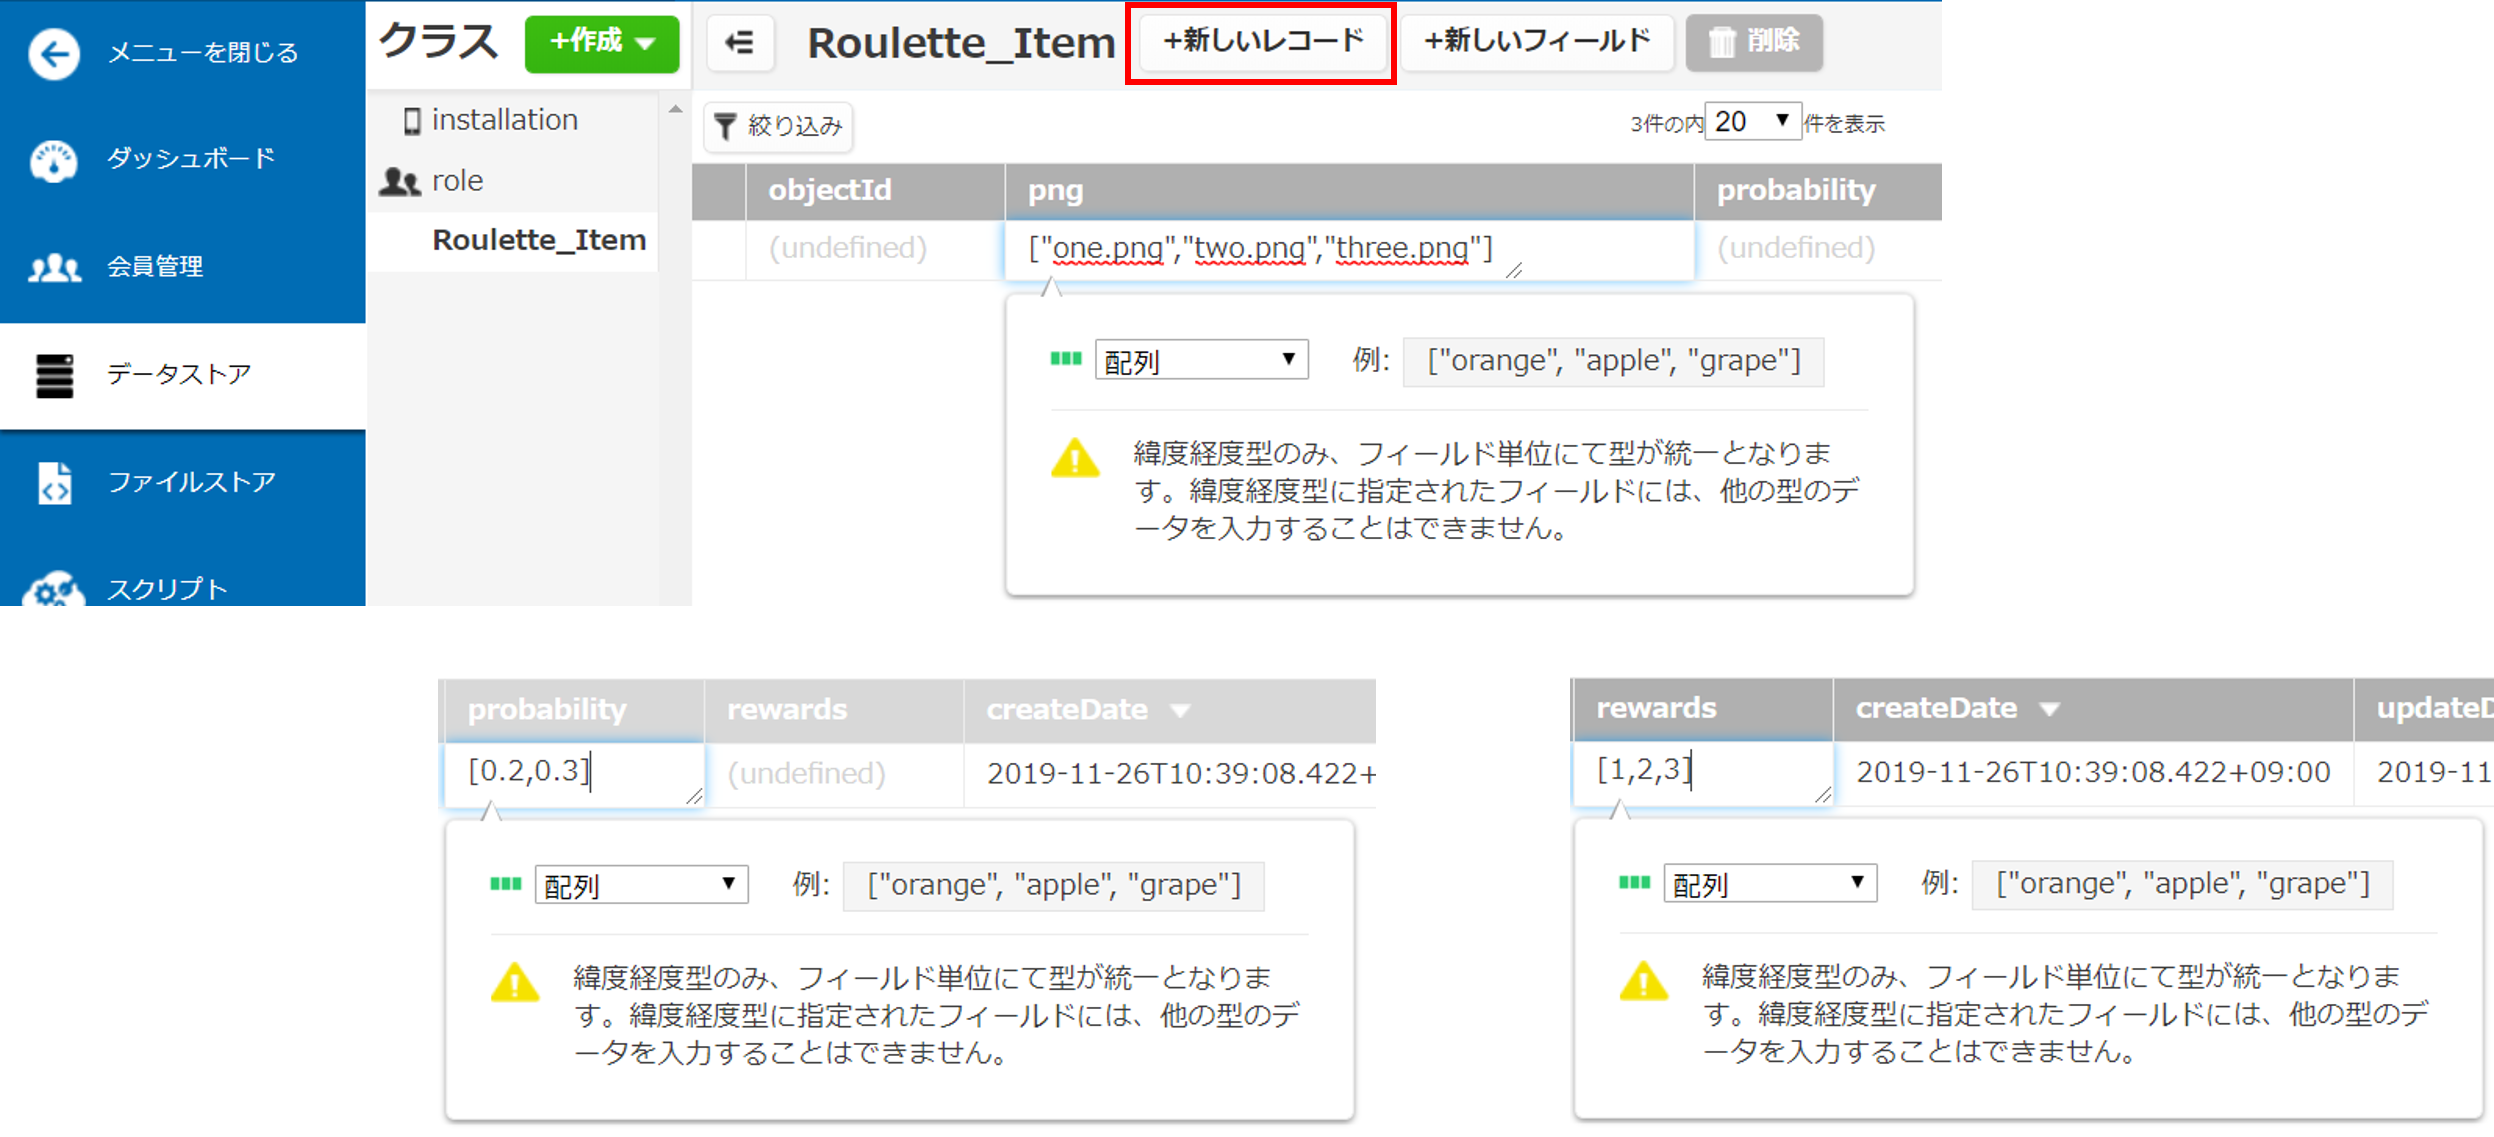 メニューを閉じる
ダッシュボード
会員管理
データストア
ファイルストア
スクリプト
クラス
+作成
installation
role
Roulette_Item
Roulette_Item
+新しいレコード
+新しいフィールド
削除
絞り込み
3件の内 20 件を表示
objectId png probability
(undefined) ["one.png","two.png","three.png"] (undefined)
配列 例: ["orange", "apple", "grape"]
緯度経度型のみ、フィールド単位にて型が統一となりま
す。緯度経度型に指定されたフィールドには、他の型のデ
ータを入力することはできません。
probability rewards createDate
[0.2,0.3] (undefined) 2019-11-26T10:39:08.422+
配列 例: ["orange", "apple", "grape"]
緯度経度型のみ、フィールド単位にて型が統一となりま
す。緯度経度型に指定されたフィールドには、他の型のデ
ータを入力することはできません。
rewards createDate updateD
[1,2,3] 2019-11-26T10:39:08.422+09:00 2019-11
配列 例: ["orange", "apple", "grape"]
緯度経度型のみ、フィールド単位にて型が統一となりま
す。緯度経度型に指定されたフィールドには、他の型のデ
ータを入力することはできません。